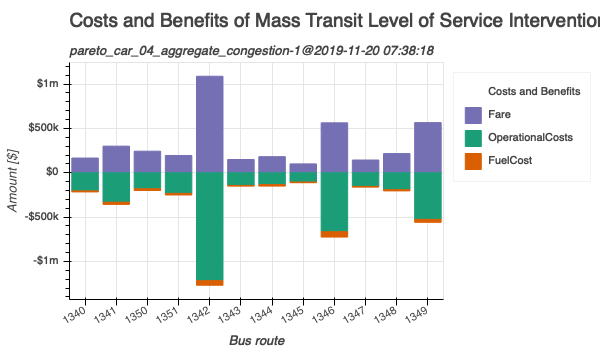 Costs and Benefits of Mass Transit Level of Service Intervention
pareto_car_04_aggregate_congestion-1@2019-11-20 07:38:18
Amount [$]
$1m
$500k
$0
-$500k
-$1m
Costs and Benefits
Fare
OperationalCosts
FuelCost
1340 1341 1350 1351 1342 1343 1344 1345 1346 1347 1348 1349
Bus route